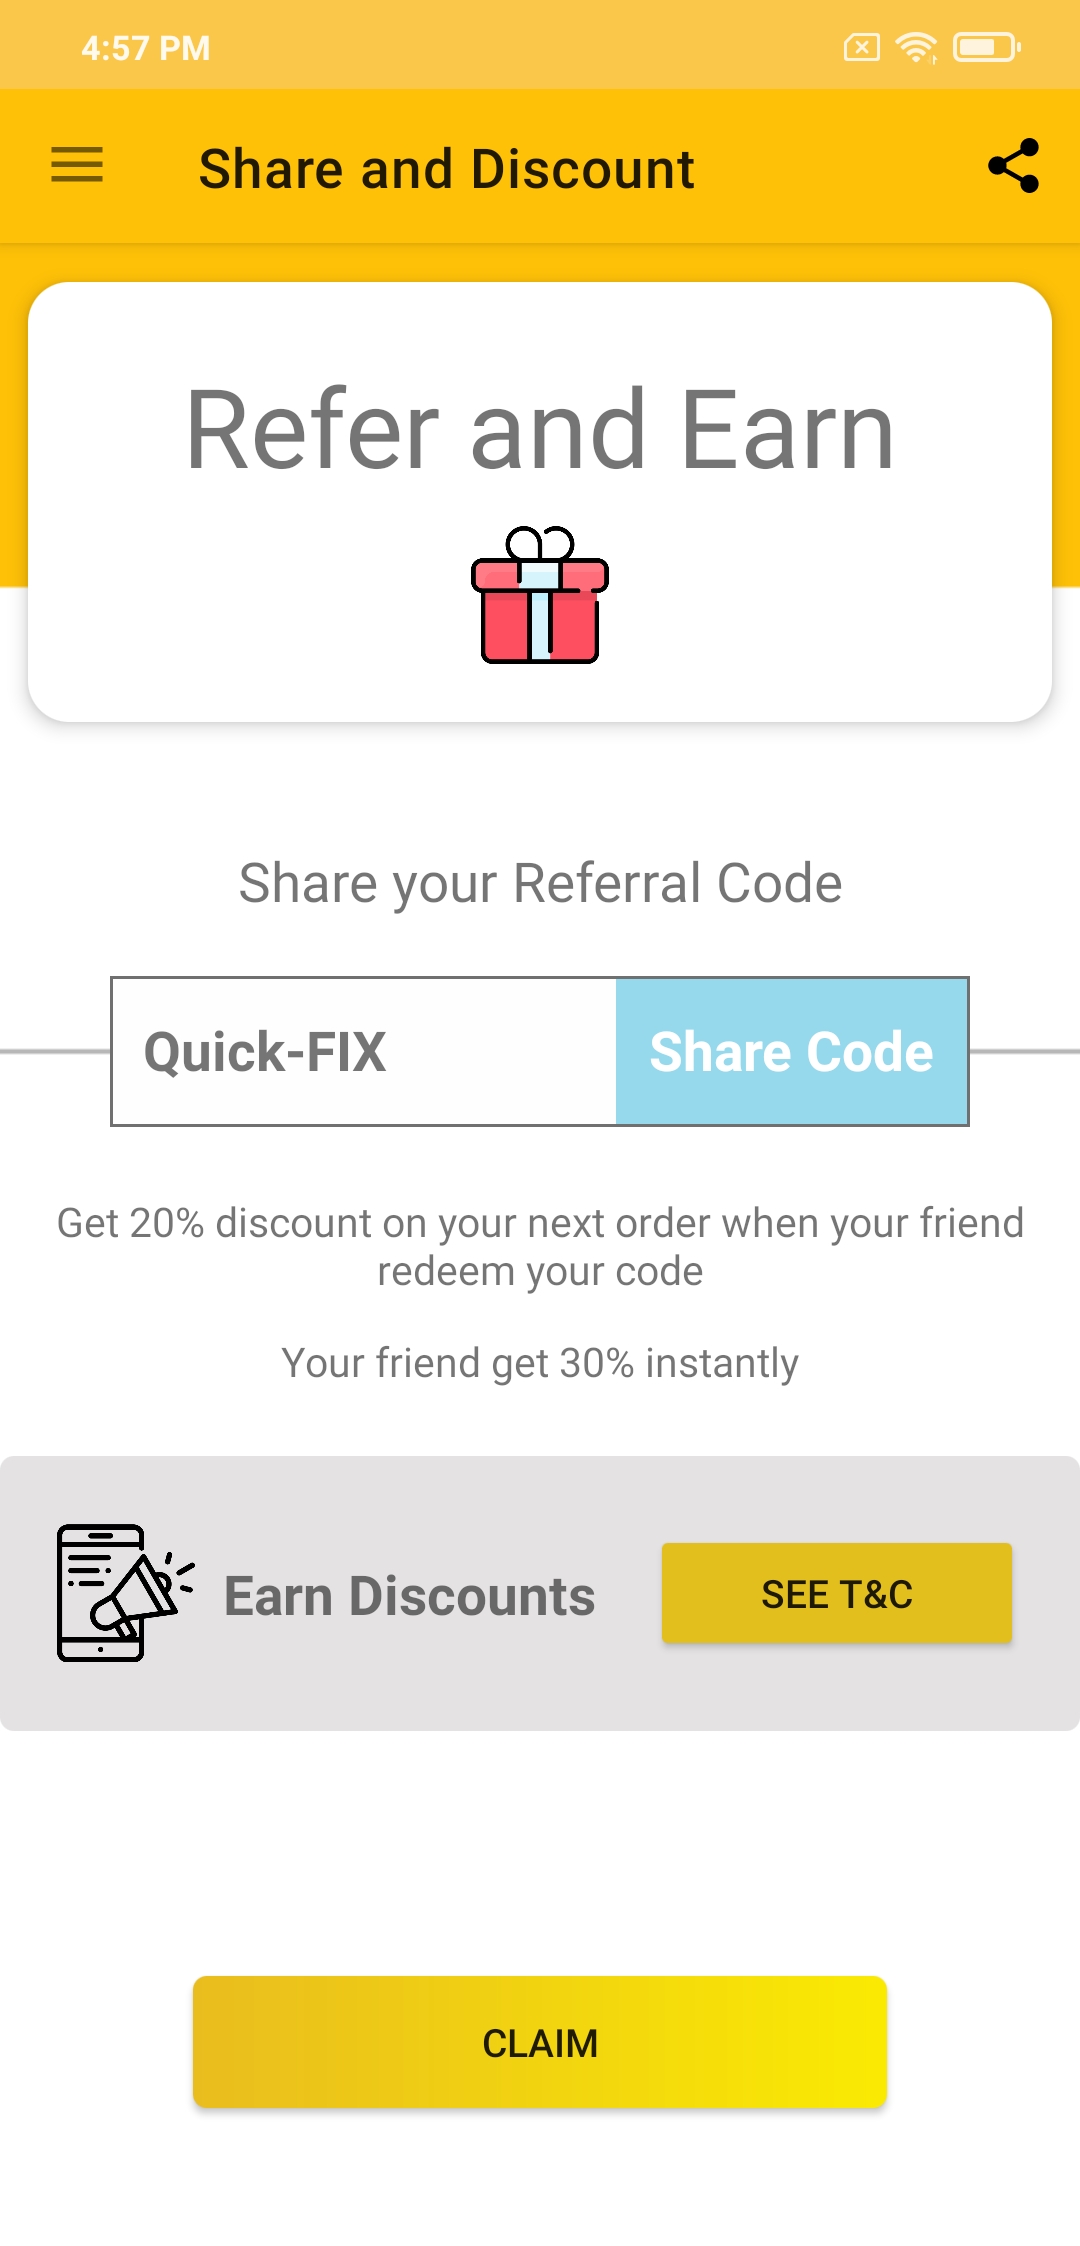 4:57 PM
Share and Discount
Refer and Earn
Share your Referral Code
Quick-FIX
Share Code
Get 20% discount on your next order when your friend
redeem your code
Your friend get 30% instantly
Earn Discounts
SEE T&C
CLAIM